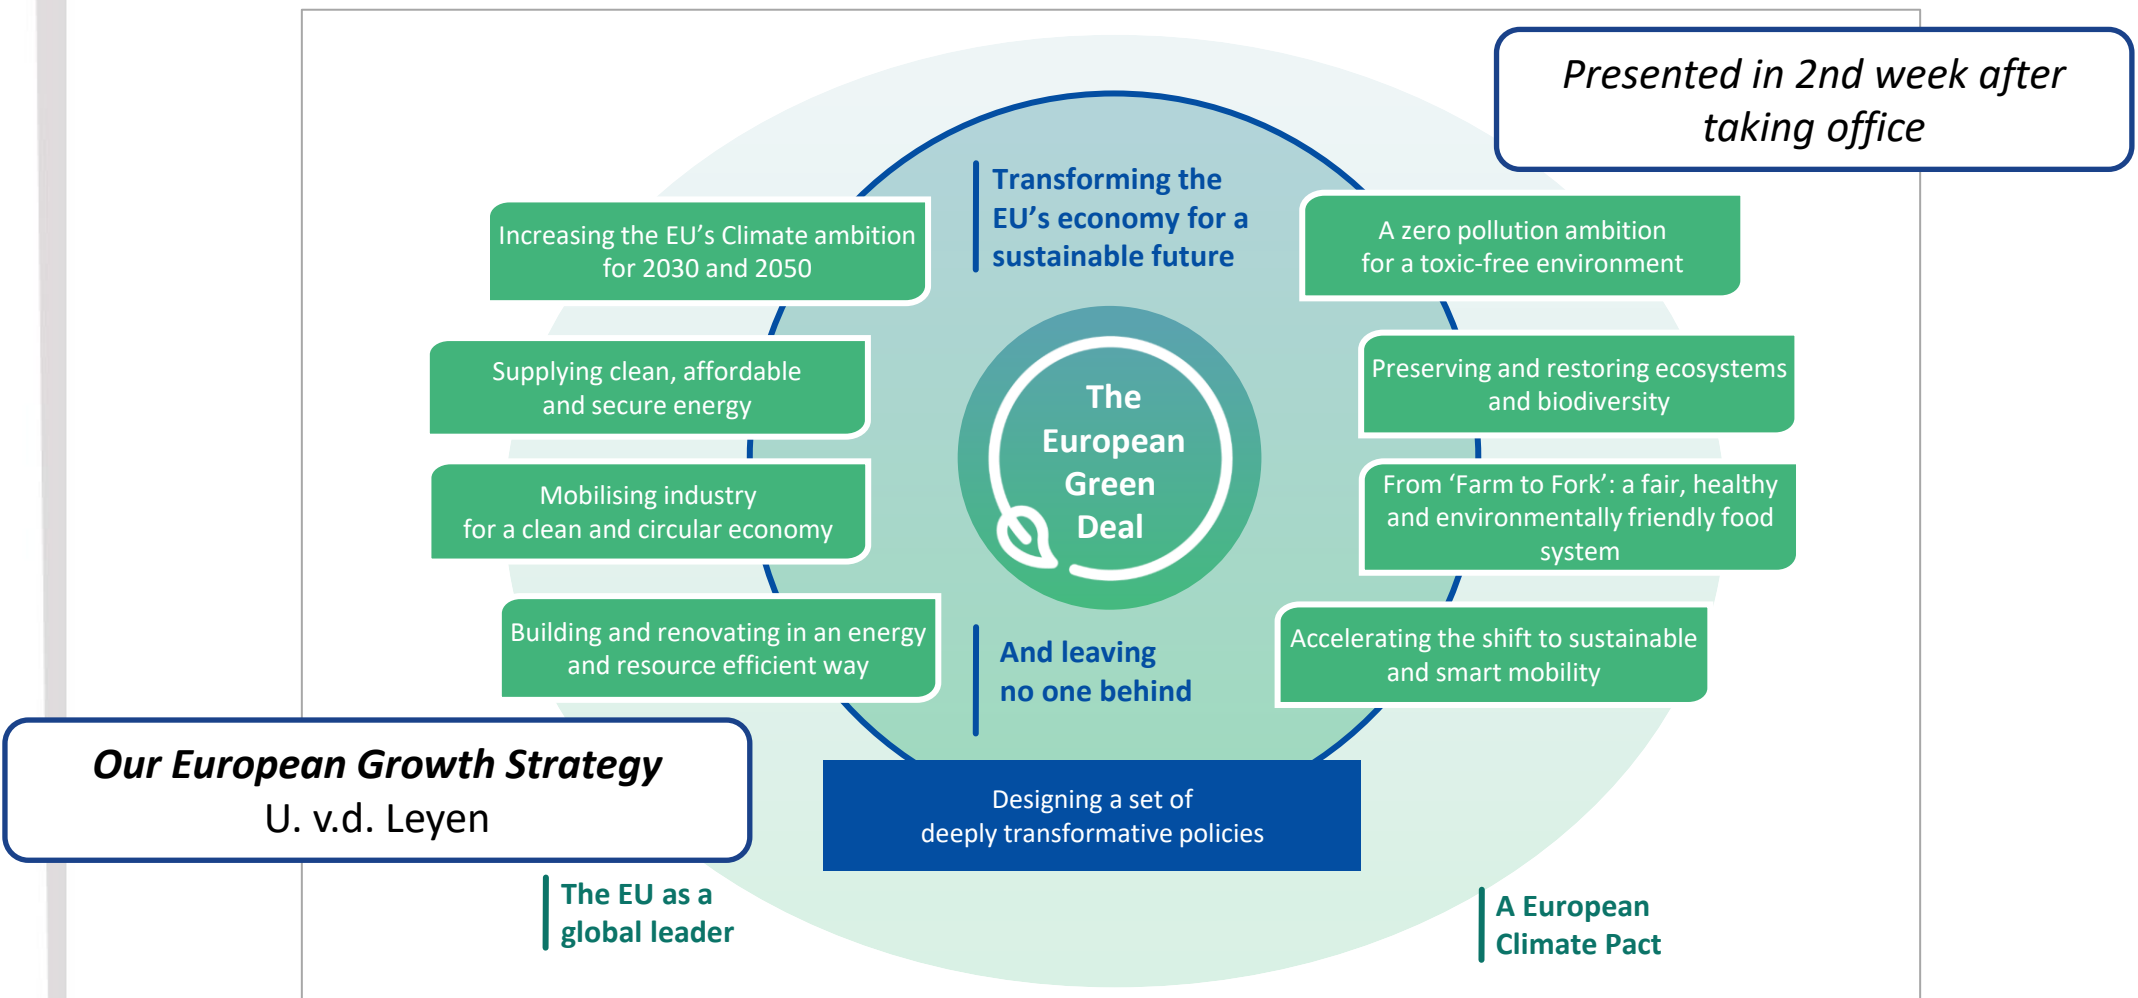 Presented in 2nd week after
taking office
Transforming the
EU’s economy for a
sustainable future
Increasing the EU’s Climate ambition
for 2030 and 2050
A zero pollution ambition
for a toxic-free environment
Supplying clean, affordable
and secure energy
Preserving and restoring ecosystems
and biodiversity
The
European
Green
Deal
Mobilising industry
for a clean and circular economy
From ‘Farm to Fork’: a fair, healthy
and environmentally friendly food
system
Building and renovating in an energy
and resource efficient way
And leaving
no one behind
Accelerating the shift to sustainable
and smart mobility
Our European Growth Strategy
U. v.d. Leyen
Designing a set of
deeply transformative policies
The EU as a
global leader
A European
Climate Pact